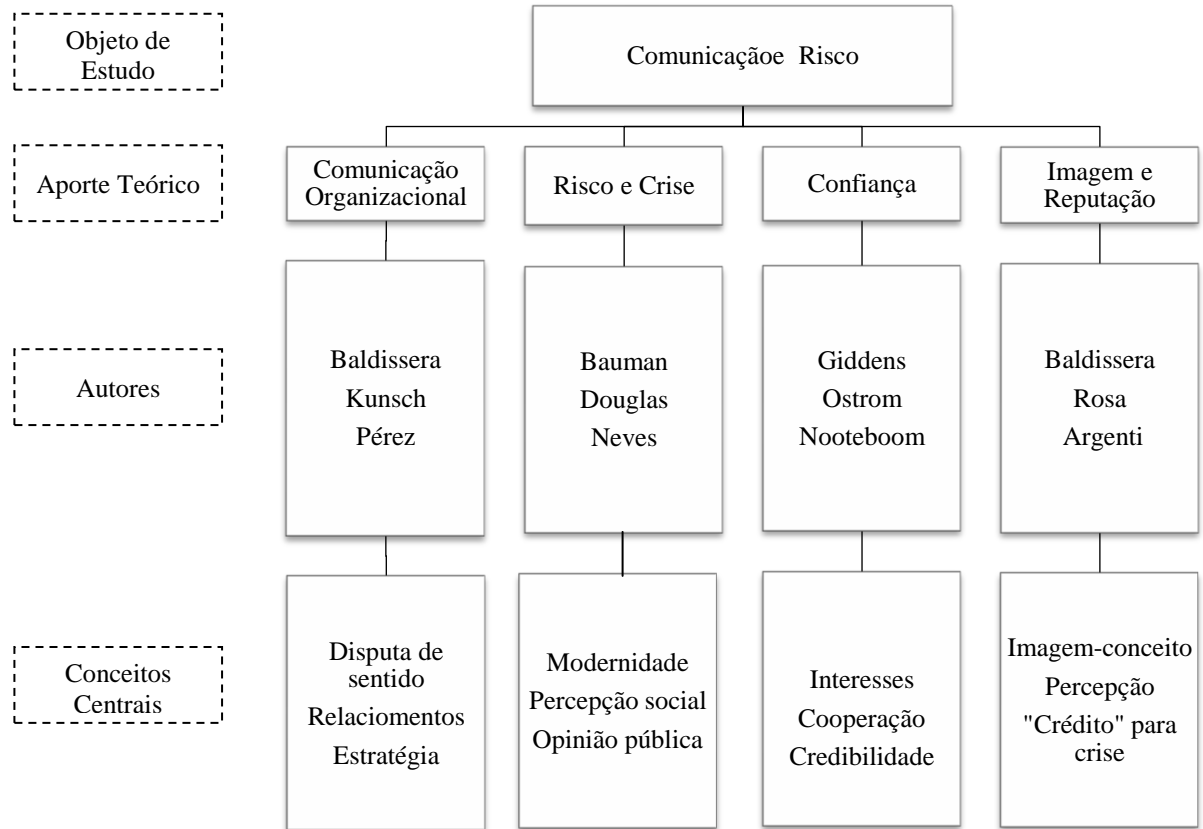 Objeto de
Estudo
Comunicaçãoe Risco
Aporte Teórico
Comunicação
Organizacional
Risco e Crise
Confiança
Imagem e
Reputação
Autores
Baldissera
Kunsch
Pérez
Bauman
Douglas
Neves
Giddens
Ostrom
Nooteboom
Baldissera
Rosa
Argenti
Conceitos
Centrais
Disputa de
sentido
Relaciomentos
Estratégia
Modernidade
Percepção social
Opinião pública
Interesses
Cooperação
Credibilidade
Imagem-conceito
Percepção
"Crédito" para
crise